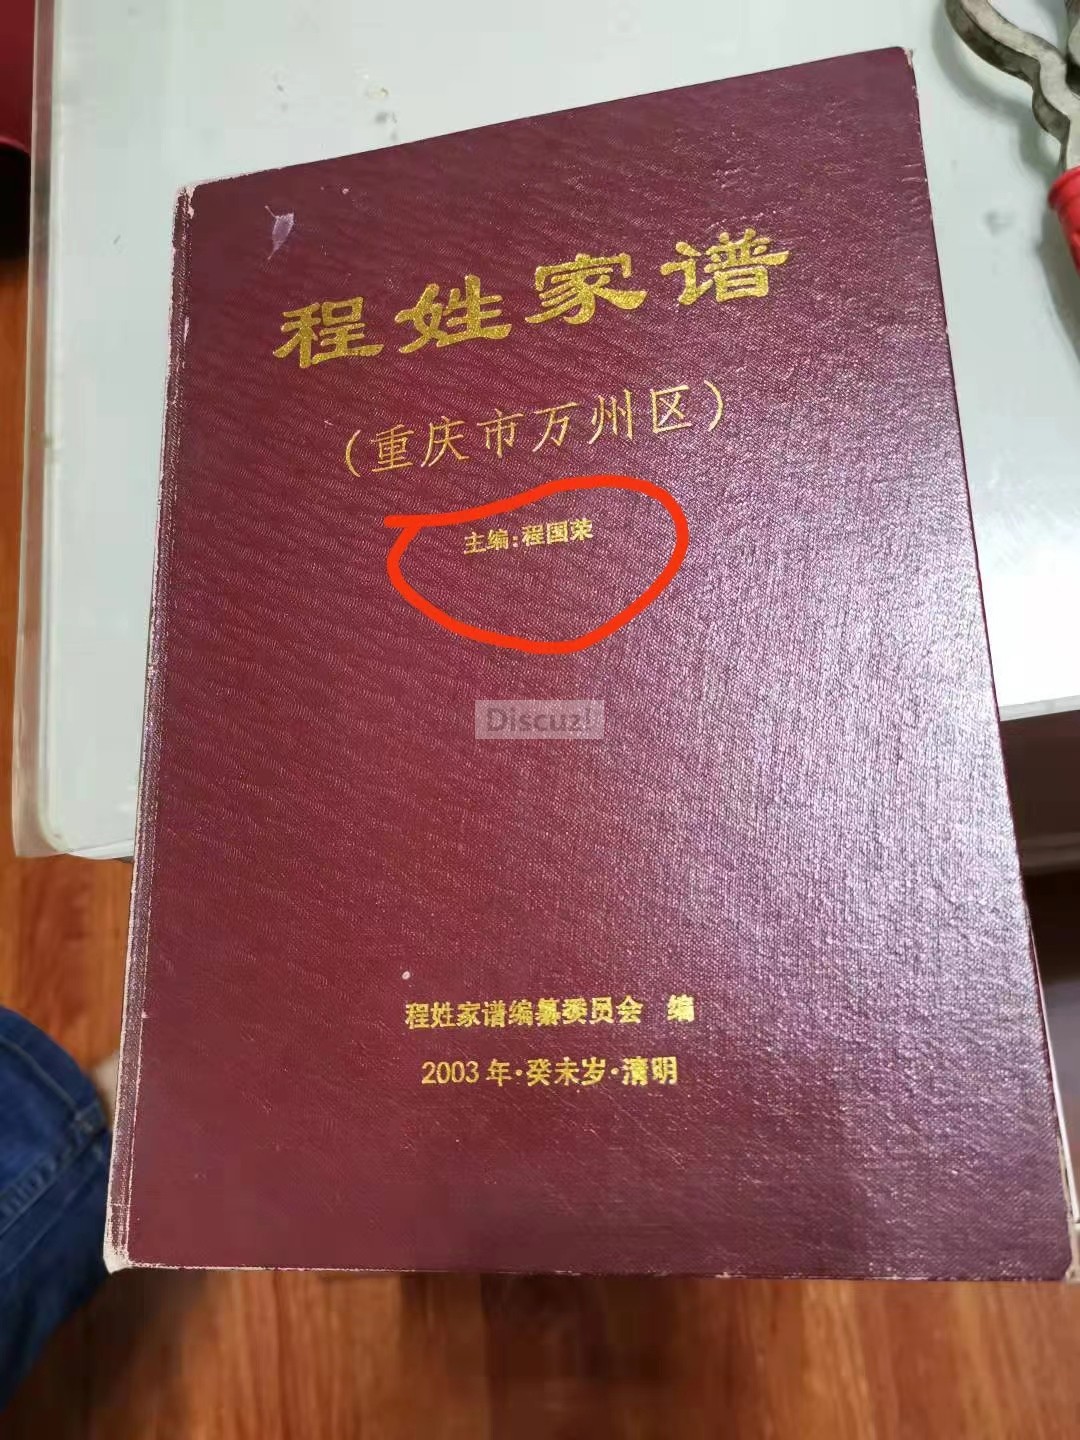 程姓家谱
(重庆市万州区)
主编:程国荣
Discuz!
程姓家谱编纂委员会 编
2003年·癸未岁·清明